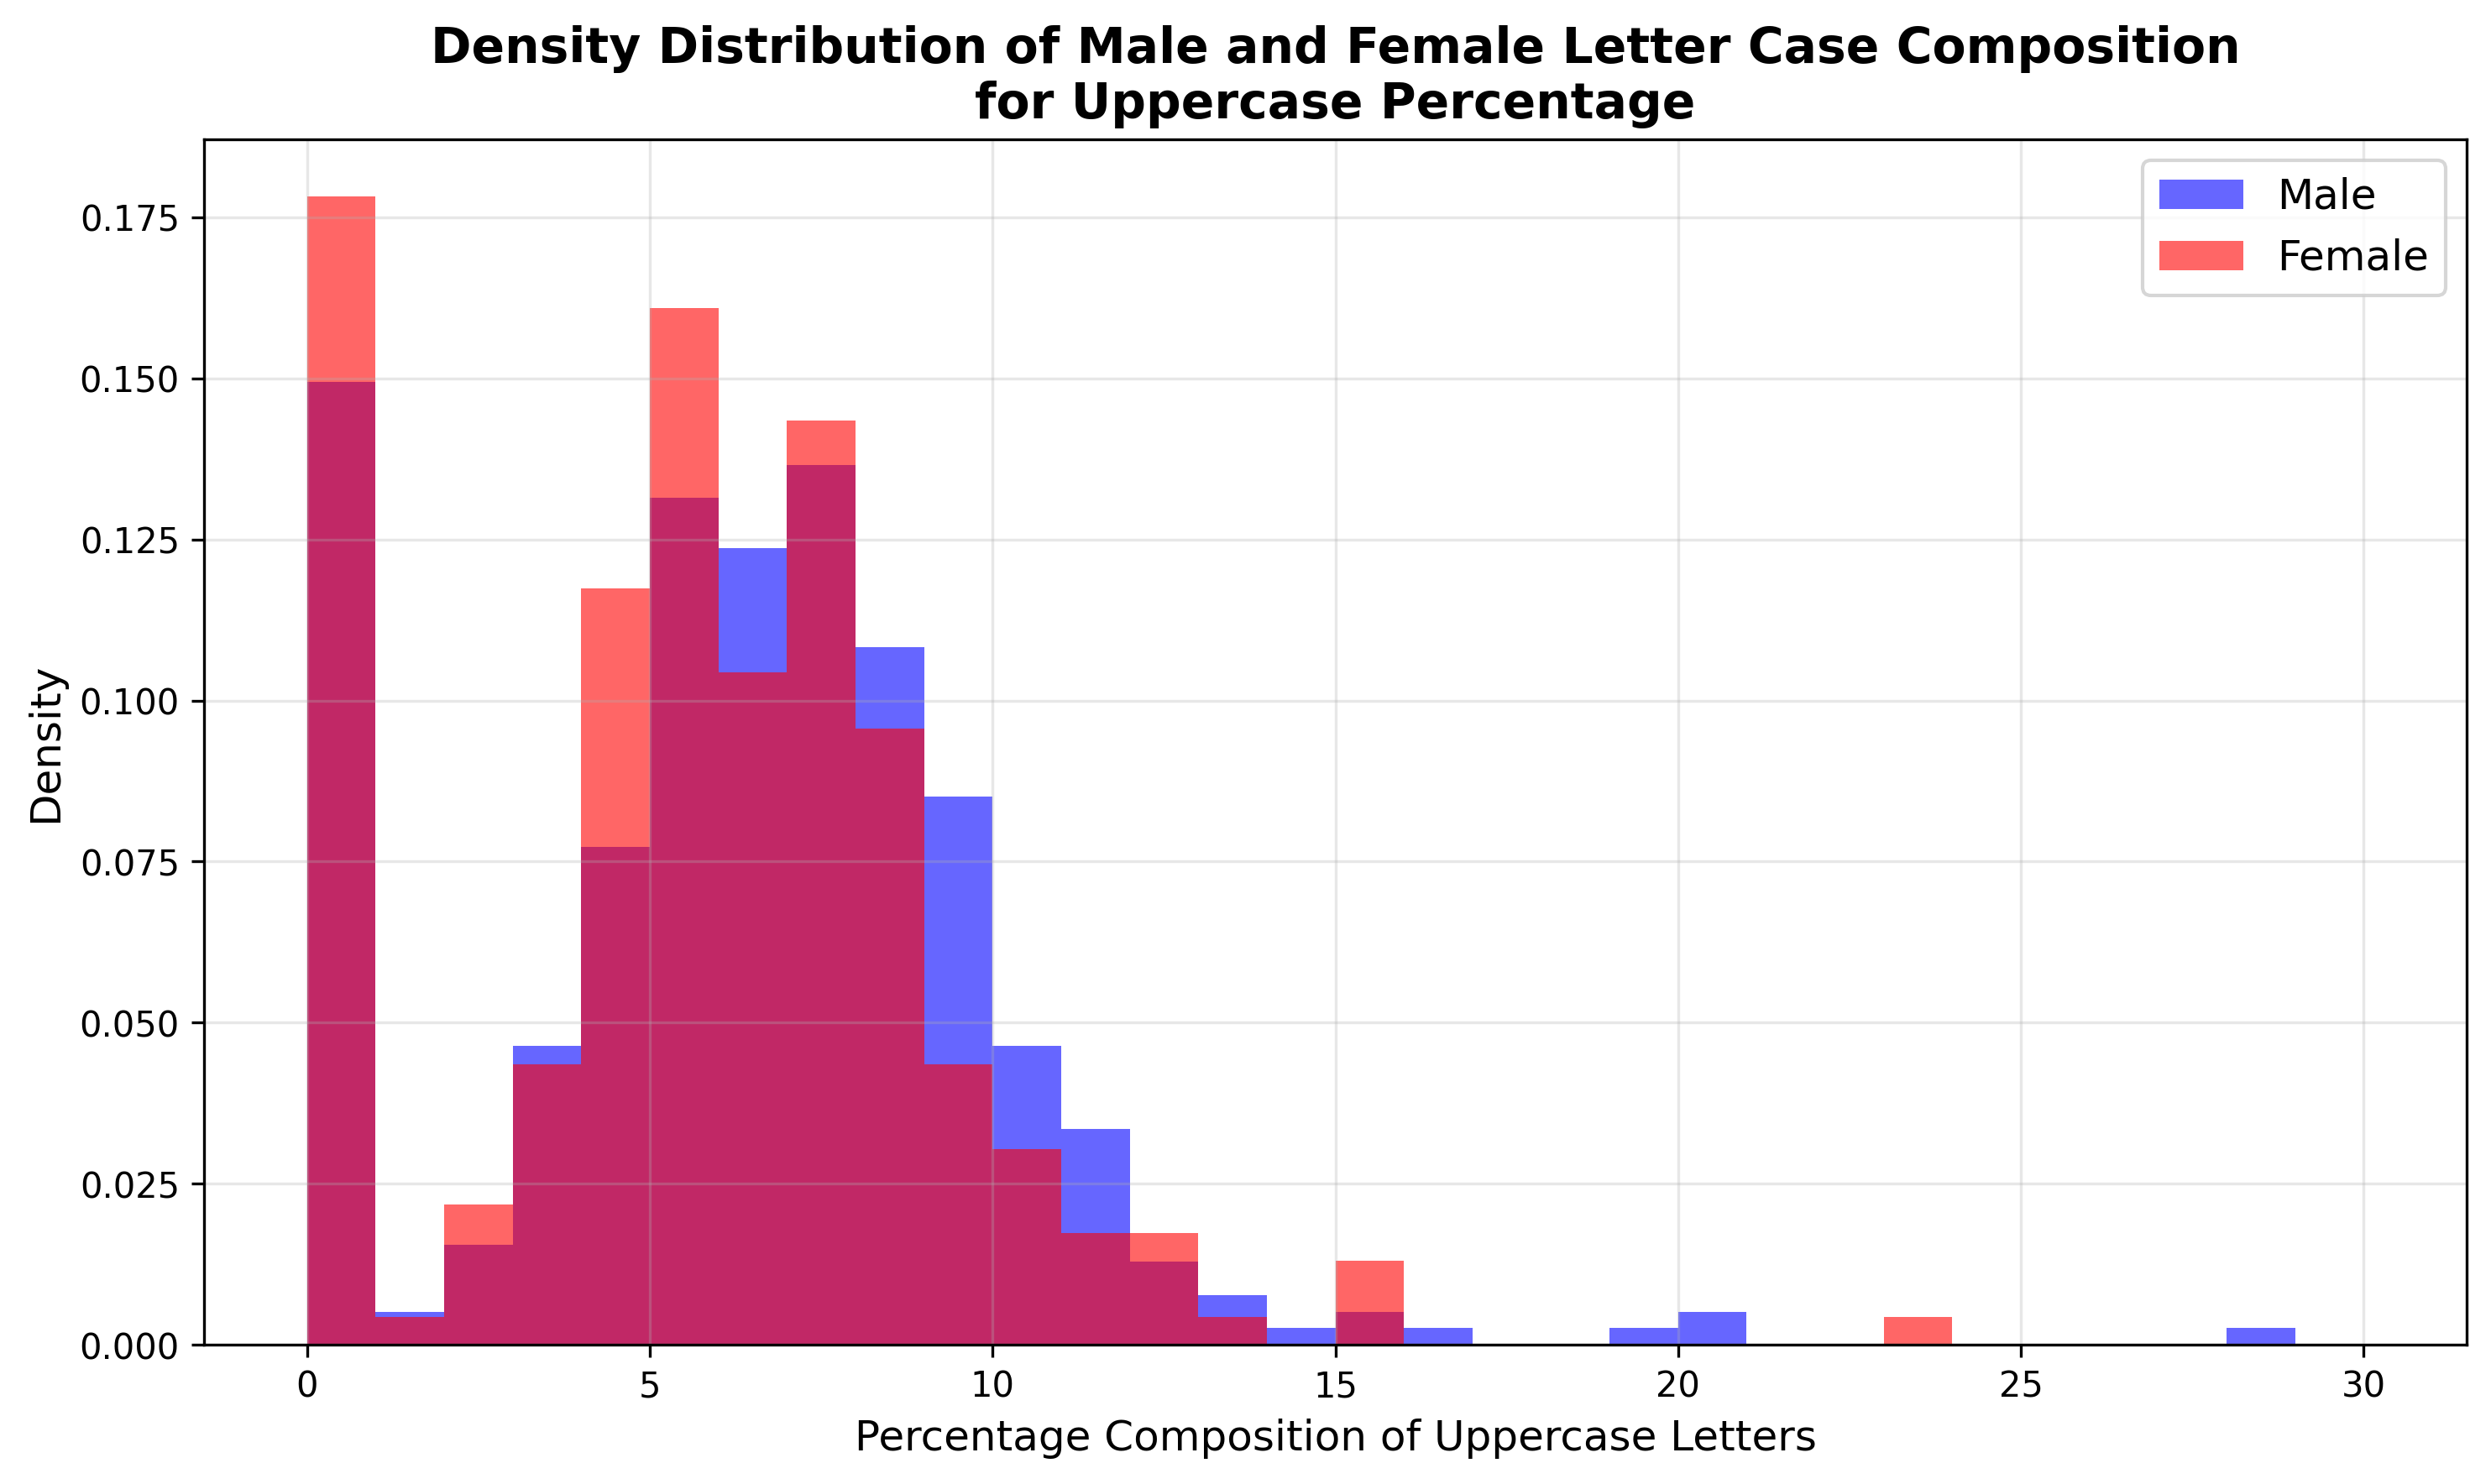 Density Distribution of Male and Female Letter Case Composition
for Uppercase Percentage
Male
Female
Density
0.175
0.150
0.125
0.100
0.075
0.050
0.025
0.000
0 5 10 15 20 25 30
Percentage Composition of Uppercase Letters